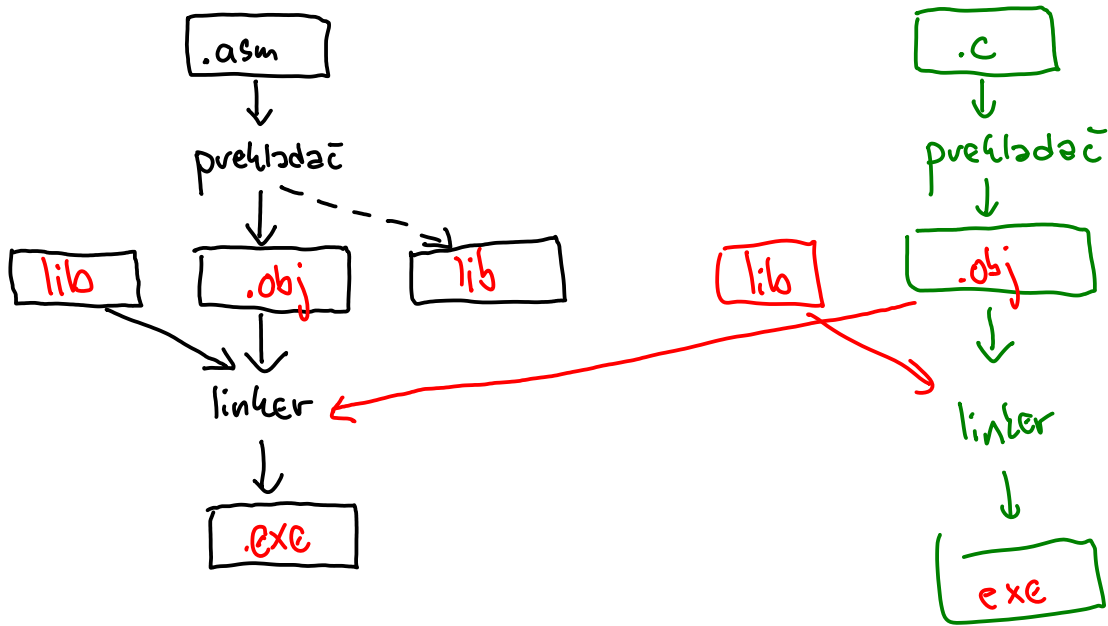 .asm
prekladač
lib
.obj
lib
linker
.exe
.c
prekladač
lib
.obj
linker
exe